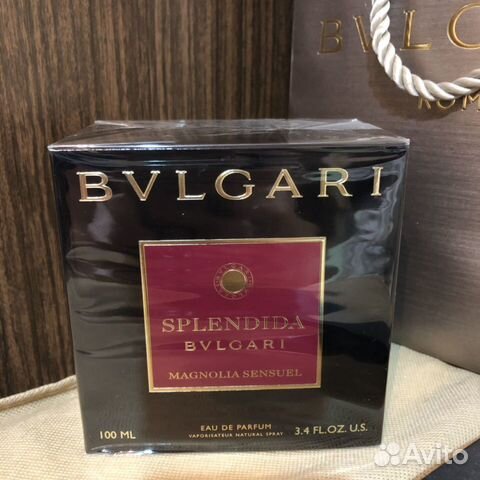 BVLGARI
SPLENDIDA
BVLGARI
MAGNOLIA SENSUEL
100 ML
EAU DE PARFUM
VAPORISATEUR NATURAL SPRAY
3.4 FL.OZ. U.S.
Avito